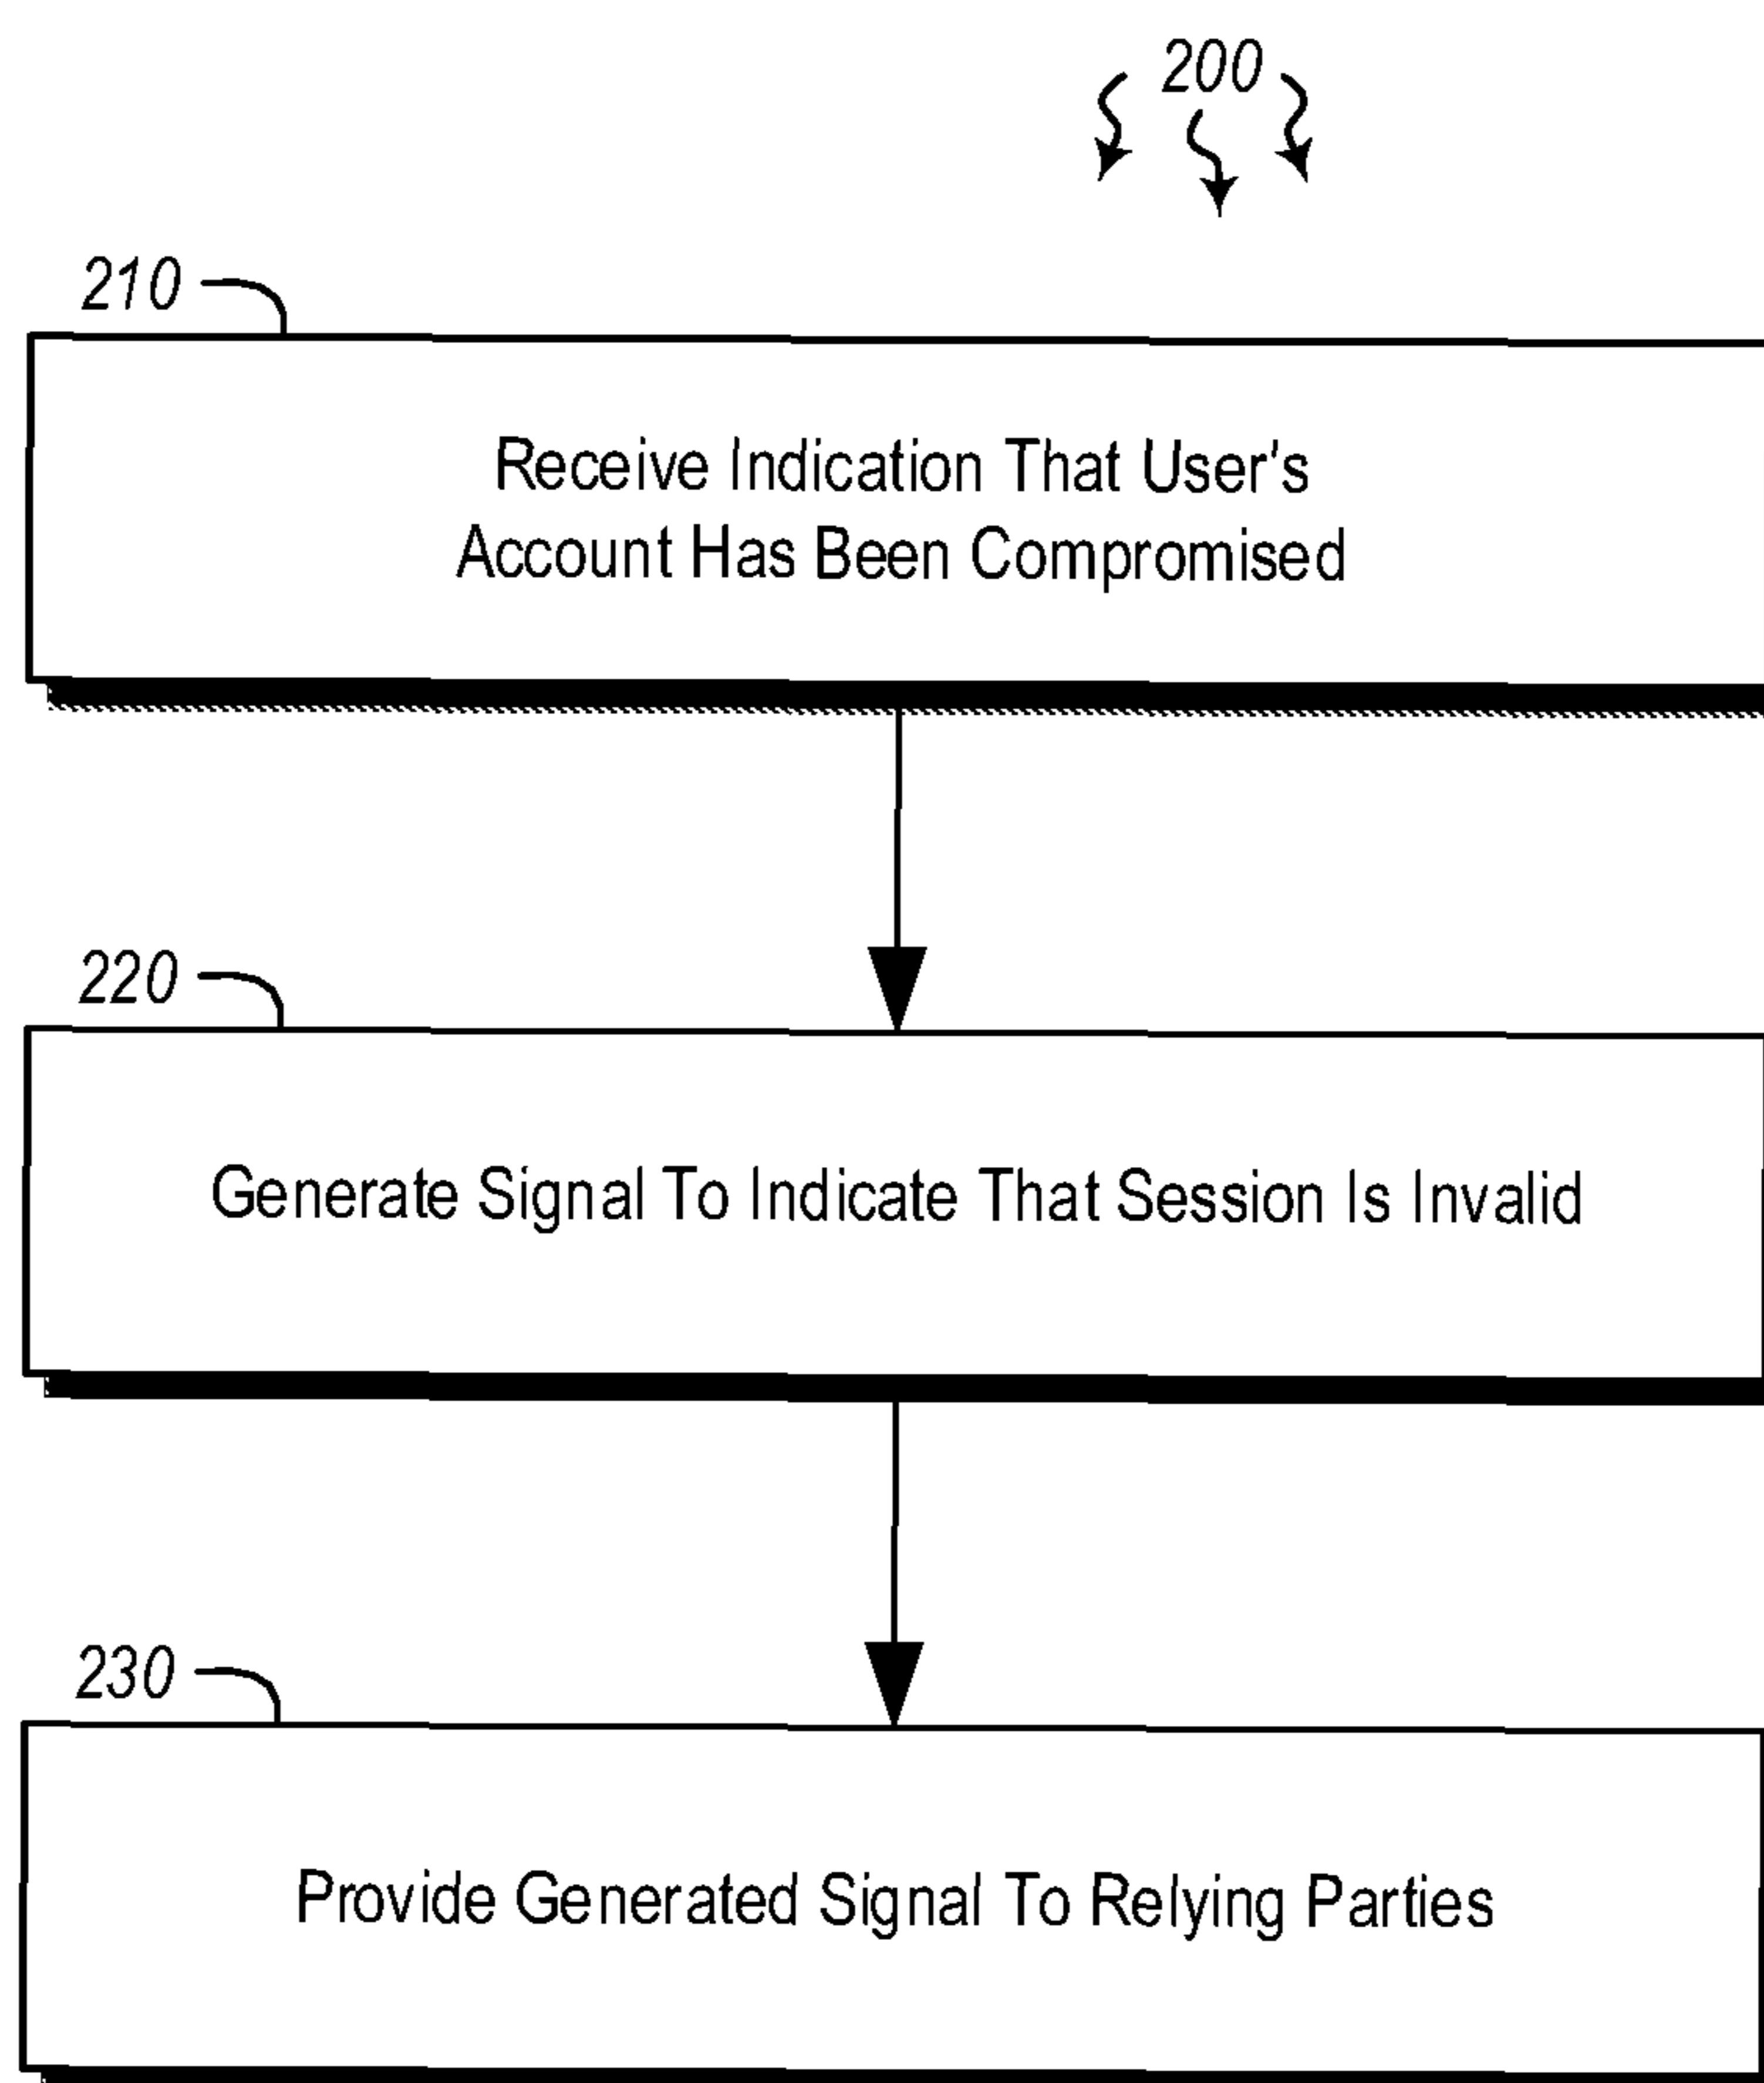 200
210
Receive Indication That User's
Account Has Been Compromised
220
Generate Signal To Indicate That Session Is Invalid
230
Provide Generated Signal To Relying Parties